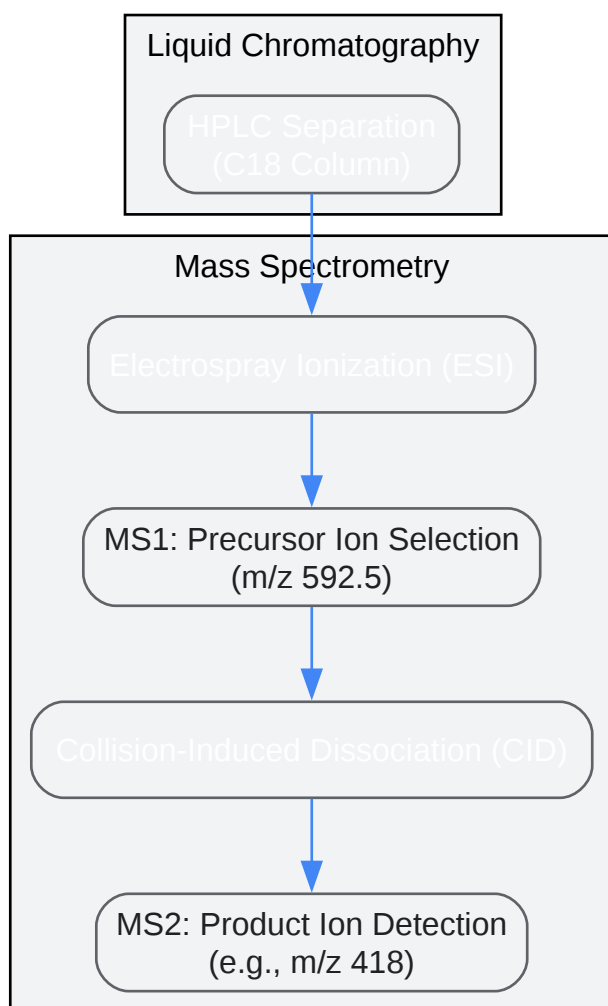 Liquid Chromatography
HPLC Separation
(C18 Column)
Mass Spectrometry
Electrospray Ionization (ESI)
MS1: Precursor Ion Selection
(m/z 592.5)
Collision-Induced Dissociation (CID)
MS2: Product Ion Detection
(e.g., m/z 418)